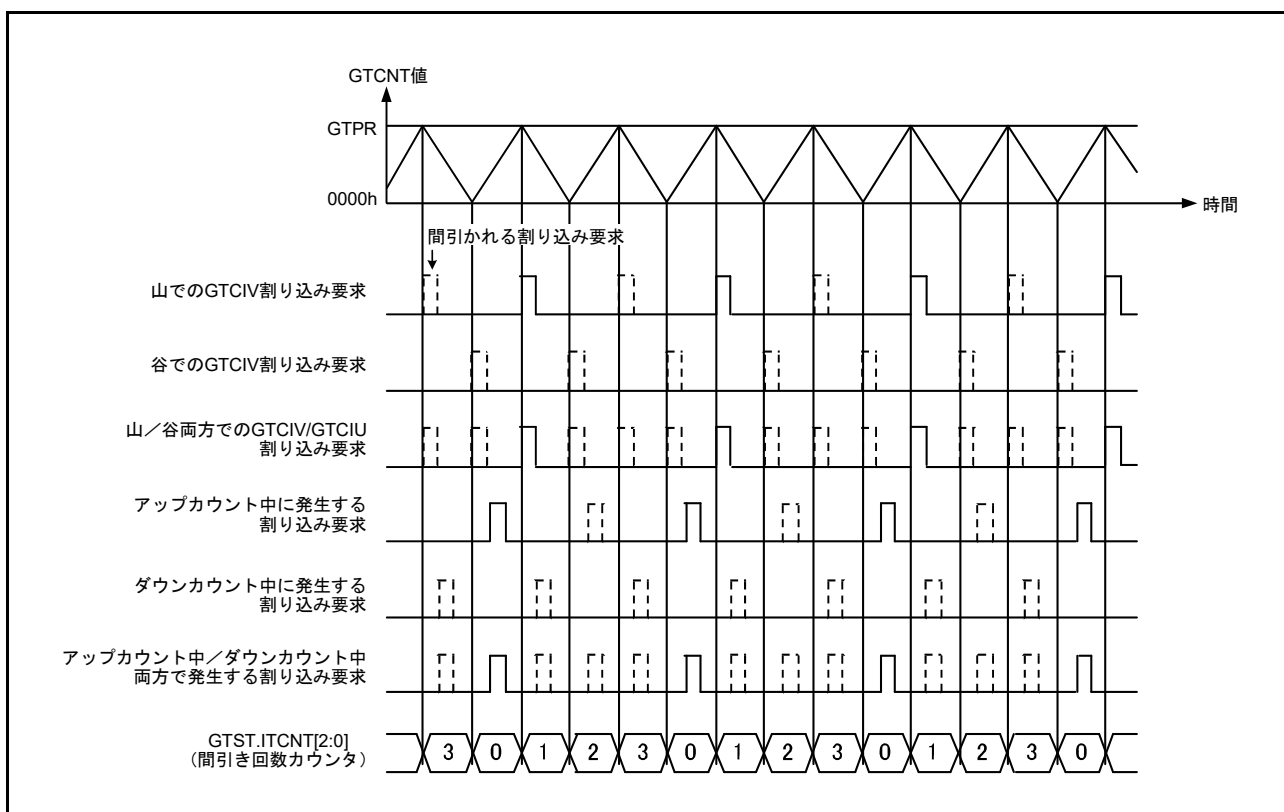 GTCNT値
GTPR
0000h
時間
間引かれる割り込み要求
山でのGTCIV割り込み要求
谷でのGTCIV割り込み要求
山／谷両方でのGTCIV/GTCIU
割り込み要求
アップカウント中に発生する
割り込み要求
ダウンカウント中に発生する
割り込み要求
アップカウント中／ダウンカウント中
両方で発生する割り込み要求
GTST.ITCNT[2:0]
（間引き回数カウンタ）
3 0 1 2 3 0 1 2 3 0 1 2 3 0